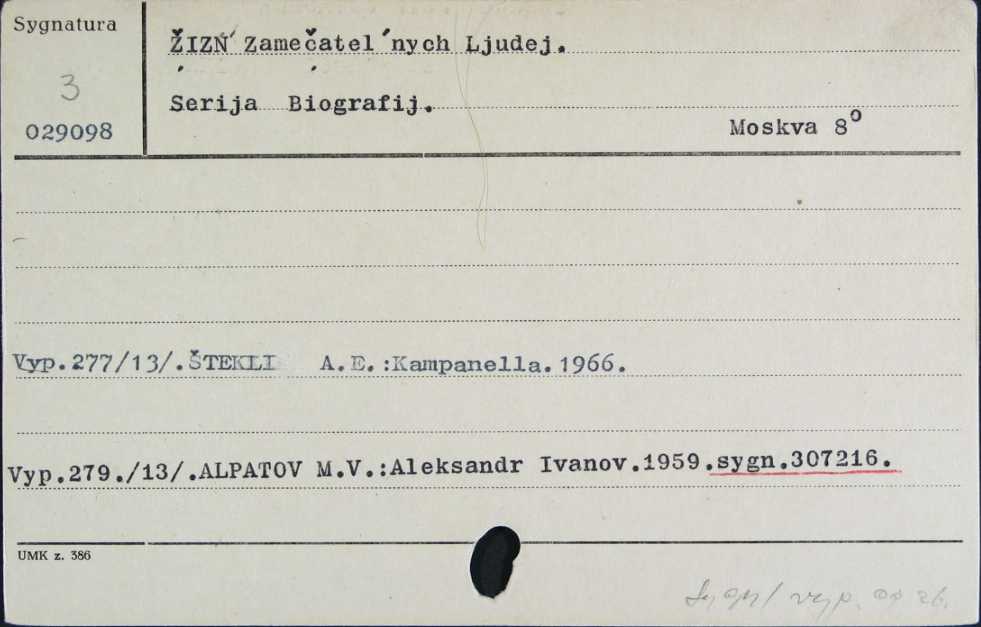 Sygnatura
3
029098
ŽIZŃ Zamečatel´nych Ljudej.
Serija Biografij.
Moskva 8°
Vyp.277/13/.ŠTEKLI A.E.:Kampanella.1966.
Vyp.279./13/.ALPATOV M.V.:Aleksandr Ivanov.1959.sygn.307216.
UMK z. 386
vyp.